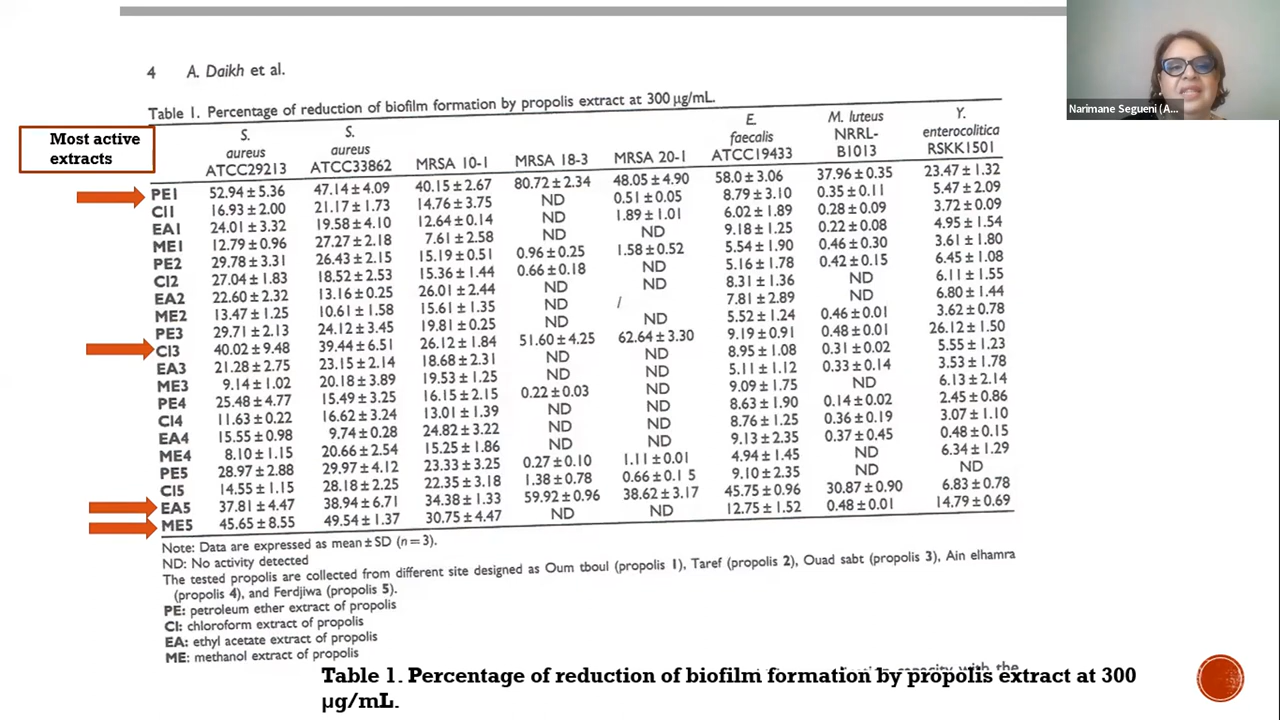 Narimane Segueni (A...
4 A. Daikh et al.
Table 1. Percentage of reduction of biofilm formation by propolis extract at 300 μg/mL.
Most active
extracts
S. aureus ATCC29213 S. aureus ATCC33862 MRSA 10-1 MRSA 18-3 MRSA 20-1 E. faecalis ATCC19433 M. luteus NRRL-B1013 Y. enterocolitica RSKK1501
PE1 52.94 ± 5.36 47.14 ± 4.09 40.15 ± 2.67 80.72 ± 2.34 48.05 ± 4.90 58.0 ± 3.06 37.96 ± 0.35 23.47 ± 1.32
CI1 16.93 ± 2.00 21.17 ± 1.73 14.76 ± 3.75 ND 0.51 ± 0.05 8.79 ± 3.10 0.35 ± 0.11 5.47 ± 2.09
EA1 24.01 ± 3.32 19.58 ± 4.10 12.64 ± 0.14 ND 1.89 ± 1.01 6.02 ± 1.89 0.28 ± 0.09 3.72 ± 0.09
ME1 12.79 ± 0.96 27.27 ± 2.18 7.61 ± 2.58 ND ND 9.18 ± 1.25 0.22 ± 0.08 4.95 ± 1.54
PE2 29.78 ± 3.31 26.43 ± 2.15 15.19 ± 0.51 0.96 ± 0.25 1.58 ± 0.52 5.54 ± 1.90 0.46 ± 0.30 3.61 ± 1.80
CI2 27.04 ± 1.83 18.52 ± 2.53 15.36 ± 1.44 0.66 ± 0.18 ND 5.16 ± 1.78 0.42 ± 0.15 6.45 ± 1.08
EA2 22.60 ± 2.32 13.16 ± 0.25 26.01 ± 2.44 ND ND 8.31 ± 1.36 ND 6.11 ± 1.55
ME2 13.47 ± 1.25 10.61 ± 1.58 15.61 ± 1.35 ND / 7.81 ± 2.89 ND 6.80 ± 1.44
PE3 29.71 ± 2.13 24.12 ± 3.45 19.81 ± 0.25 ND ND 5.52 ± 1.24 0.46 ± 0.01 3.62 ± 0.78
CI3 40.02 ± 9.48 39.44 ± 6.51 26.12 ± 1.84 51.60 ± 4.25 62.64 ± 3.30 9.19 ± 0.91 0.48 ± 0.01 26.12 ± 1.50
EA3 21.28 ± 2.75 23.15 ± 2.14 18.68 ± 2.31 ND ND 8.95 ± 1.08 0.31 ± 0.02 5.55 ± 1.23
ME3 9.14 ± 1.02 20.18 ± 3.89 19.53 ± 1.25 ND ND 5.11 ± 1.12 0.33 ± 0.14 3.53 ± 1.78
PE4 25.48 ± 4.77 15.49 ± 3.25 16.15 ± 2.15 0.22 ± 0.03 ND 9.09 ± 1.75 ND 6.13 ± 2.14
CI4 11.63 ± 0.22 16.62 ± 3.24 13.01 ± 1.39 ND ND 8.63 ± 1.90 0.14 ± 0.02 2.45 ± 0.86
EA4 15.55 ± 0.98 9.74 ± 0.28 24.82 ± 3.22 ND ND 8.76 ± 1.25 0.36 ± 0.19 3.07 ± 1.10
ME4 8.10 ± 1.15 20.66 ± 2.54 15.25 ± 1.86 ND ND 9.13 ± 2.35 0.37 ± 0.45 0.48 ± 0.15
PE5 28.97 ± 2.88 29.97 ± 4.12 23.33 ± 3.25 0.27 ± 0.10 1.11 ± 0.01 4.94 ± 1.45 ND 6.34 ± 1.29
CI5 14.55 ± 1.15 28.18 ± 2.25 22.35 ± 3.18 1.38 ± 0.78 0.66 ± 0.1 5 9.10 ± 2.35 ND ND
EA5 37.81 ± 4.47 38.94 ± 6.71 34.38 ± 1.33 59.92 ± 0.96 38.62 ± 3.17 45.75 ± 0.96 30.87 ± 0.90 6.83 ± 0.78
ME5 45.65 ± 8.55 49.54 ± 1.37 30.75 ± 4.47 ND ND 12.75 ± 1.52 0.48 ± 0.01 14.79 ± 0.69
Note: Data are expressed as mean ± SD (n = 3).
ND: No activity detected
The tested propolis are collected from different site designed as Oum tboul (propolis 1), Taref (propolis 2), Ouad sabt (propolis 3), Ain elhamra
(propolis 4), and Ferdjiwa (propolis 5).
PE: petroleum ether extract of propolis
CI: chloroform extract of propolis
EA: ethyl acetate extract of propolis
ME: methanol extract of propolis
Table 1. Percentage of reduction of biofilm formation by propolis extract at 300
μg/mL.